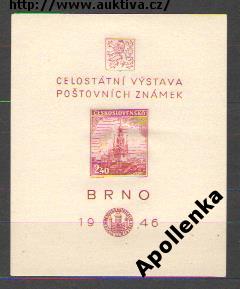 http://www.auktiva.cz/
CELOSTÁTNÍ VÝSTAVA
POŠTOVNÍCH ZNÁMEK
ČESKOSLOVENSKO
2.40
BRNO
19 46
Apollenka